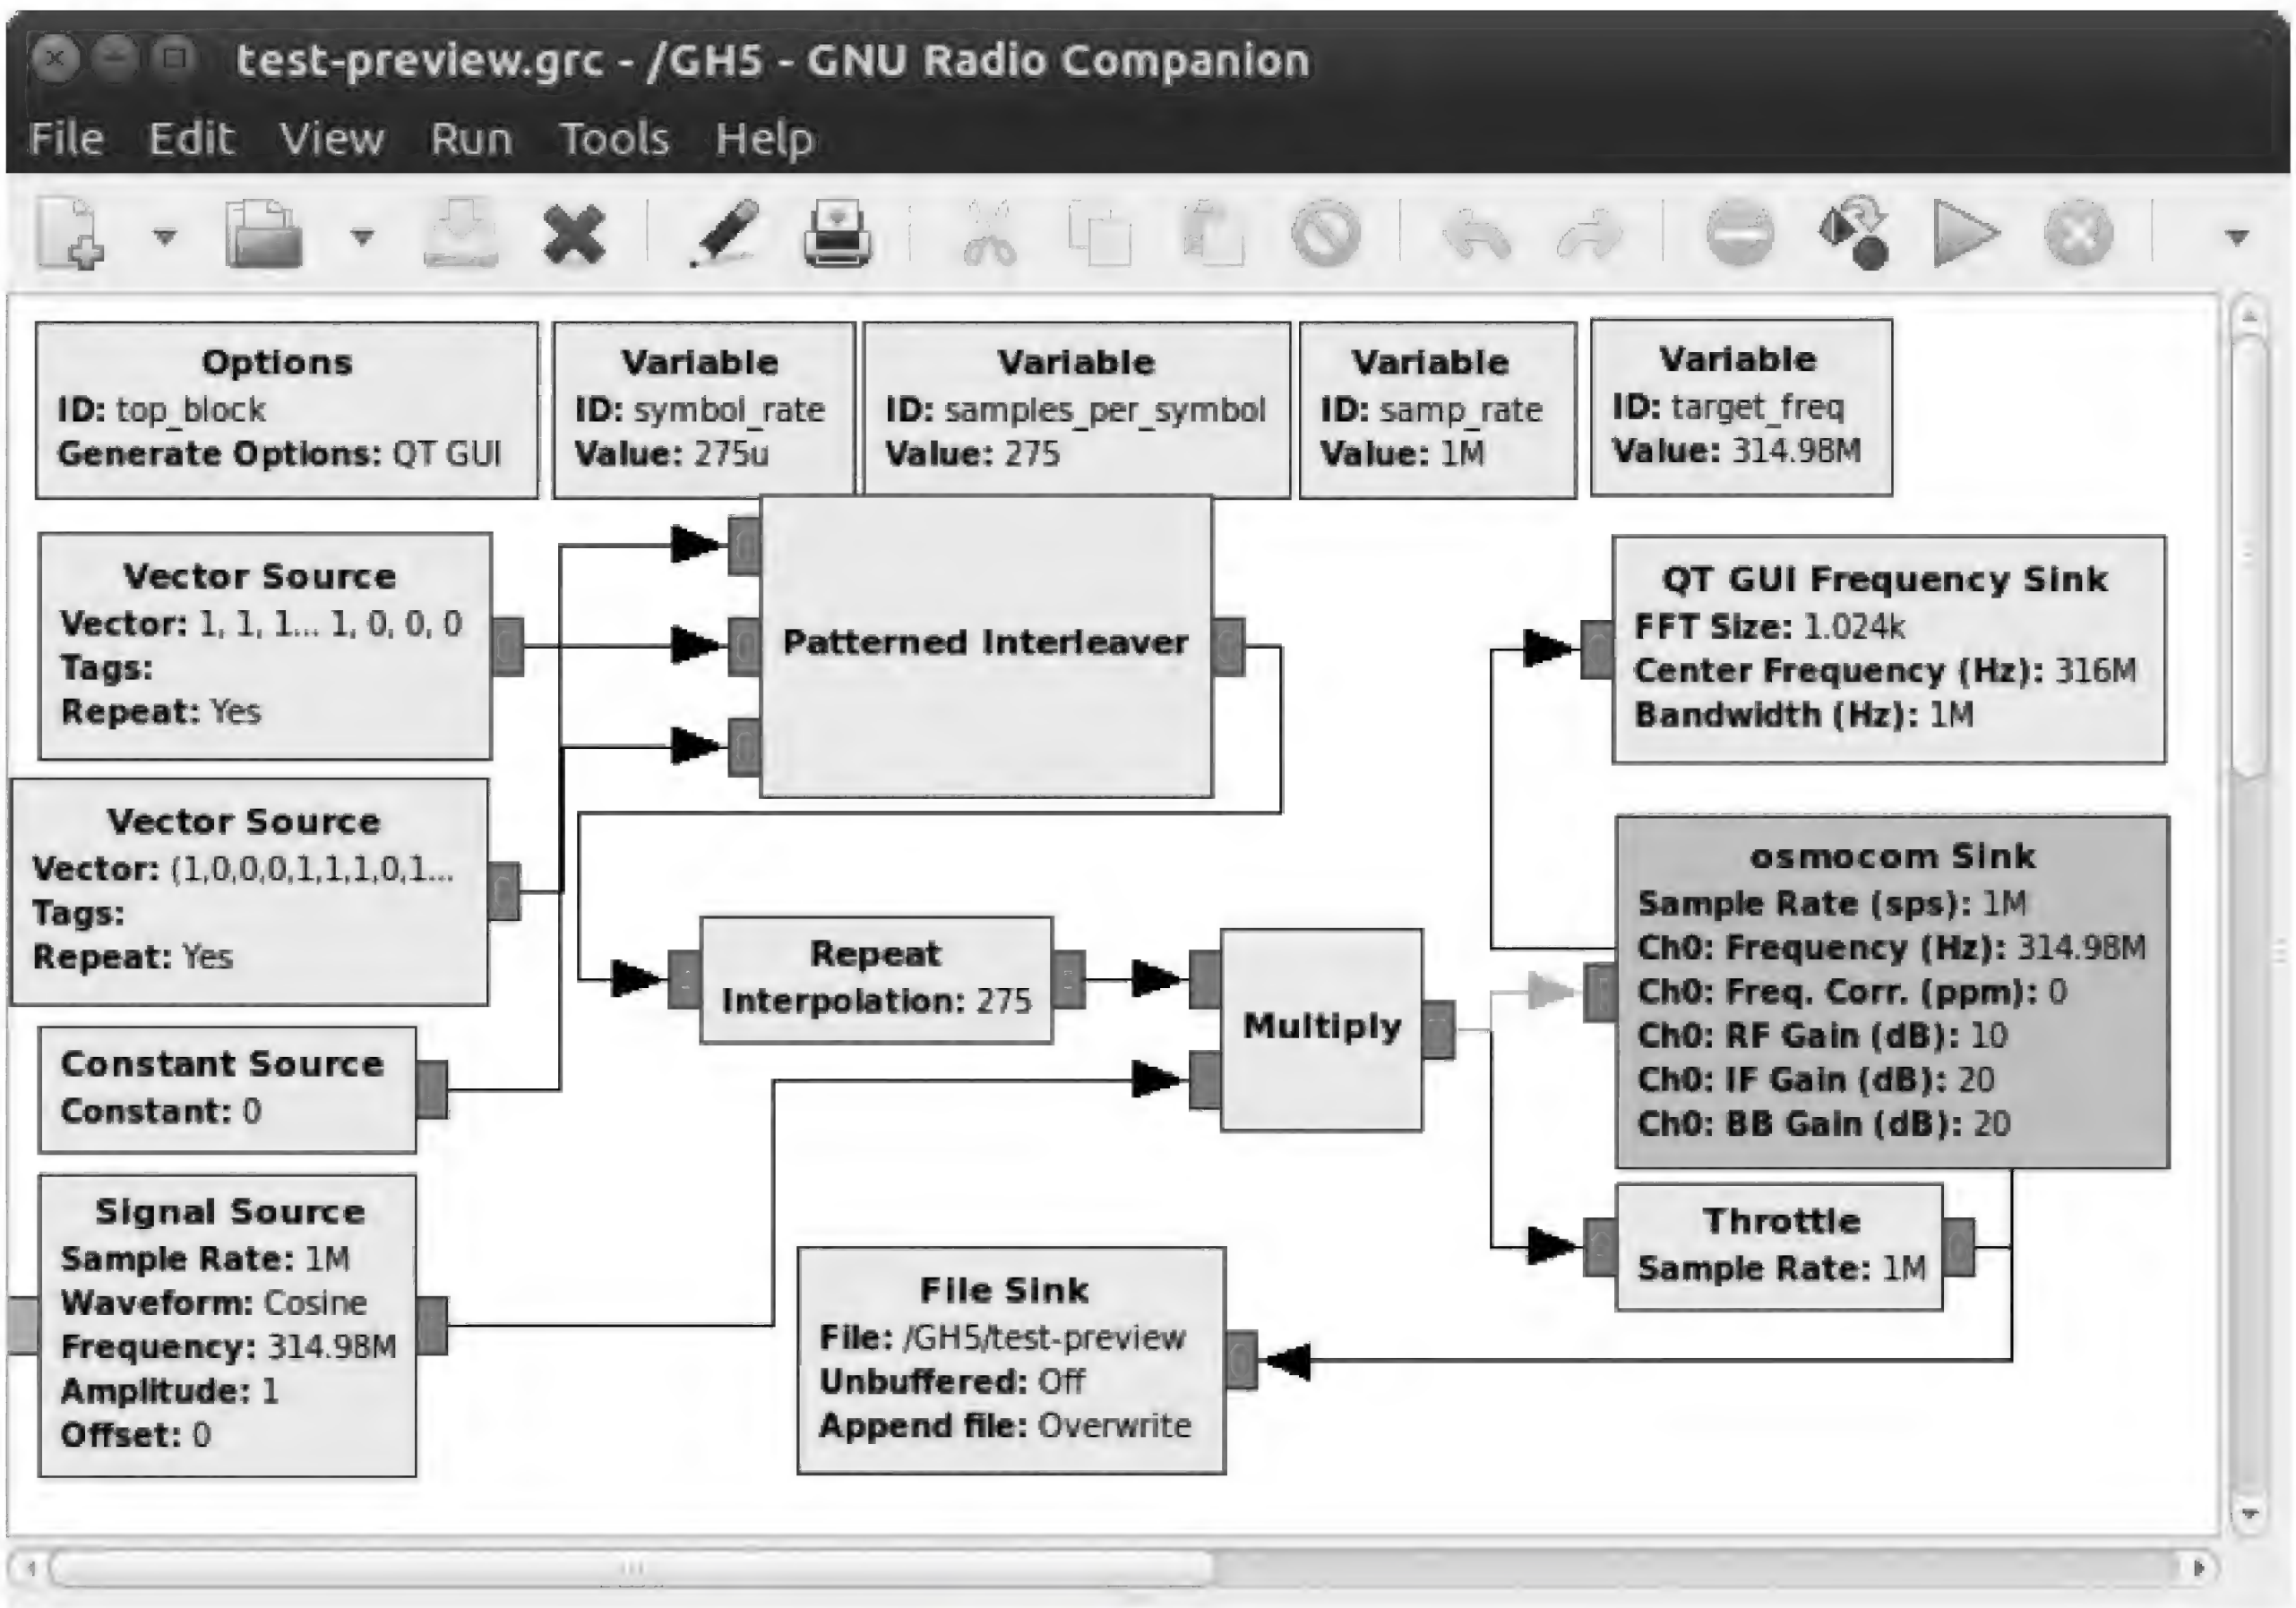 test-preview.grc - /GH5 - GNU Radio Companion
File Edit View Run Tools Help
Options
ID: top_block
Generate Options: QT GUI
Variable
ID: symbol_rate
Value: 275u
Variable
ID: samples_per_symbol
Value: 275
Variable
ID: samp_rate
Value: 1M
Variable
ID: target_freq
Value: 314.98M
Vector Source
Vector: 1, 1, 1... 1, 0, 0, 0
Tags:
Repeat: Yes
Patterned Interleaver
QT GUI Frequency Sink
FFT Size: 1.024k
Center Frequency (Hz): 316M
Bandwidth (Hz): 1M
Vector Source
Vector: (1,0,0,0,1,1,1,0,1...
Tags:
Repeat: Yes
osmocom Sink
Sample Rate (sps): 1M
Ch0: Frequency (Hz): 314.98M
Ch0: Freq. Corr. (ppm): 0
Ch0: RF Gain (dB): 10
Ch0: IF Gain (dB): 20
Ch0: BB Gain (dB): 20
Repeat
Interpolation: 275
Multiply
Constant Source
Constant: 0
Signal Source
Sample Rate: 1M
Waveform: Cosine
Frequency: 314.98M
Amplitude: 1
Offset: 0
Throttle
Sample Rate: 1M
File Sink
File: /GH5/test-preview
Unbuffered: Off
Append file: Overwrite